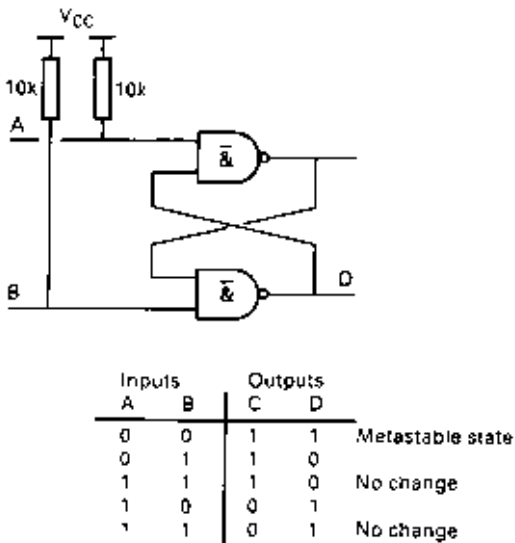 VCC
10k 10k
A
&
&
B D
Inputs Outputs
A B C D
0 0 1 1 Metastable state
0 1 1 0
1 1 1 0 No change
1 0 0 1
1 1 0 1 No change